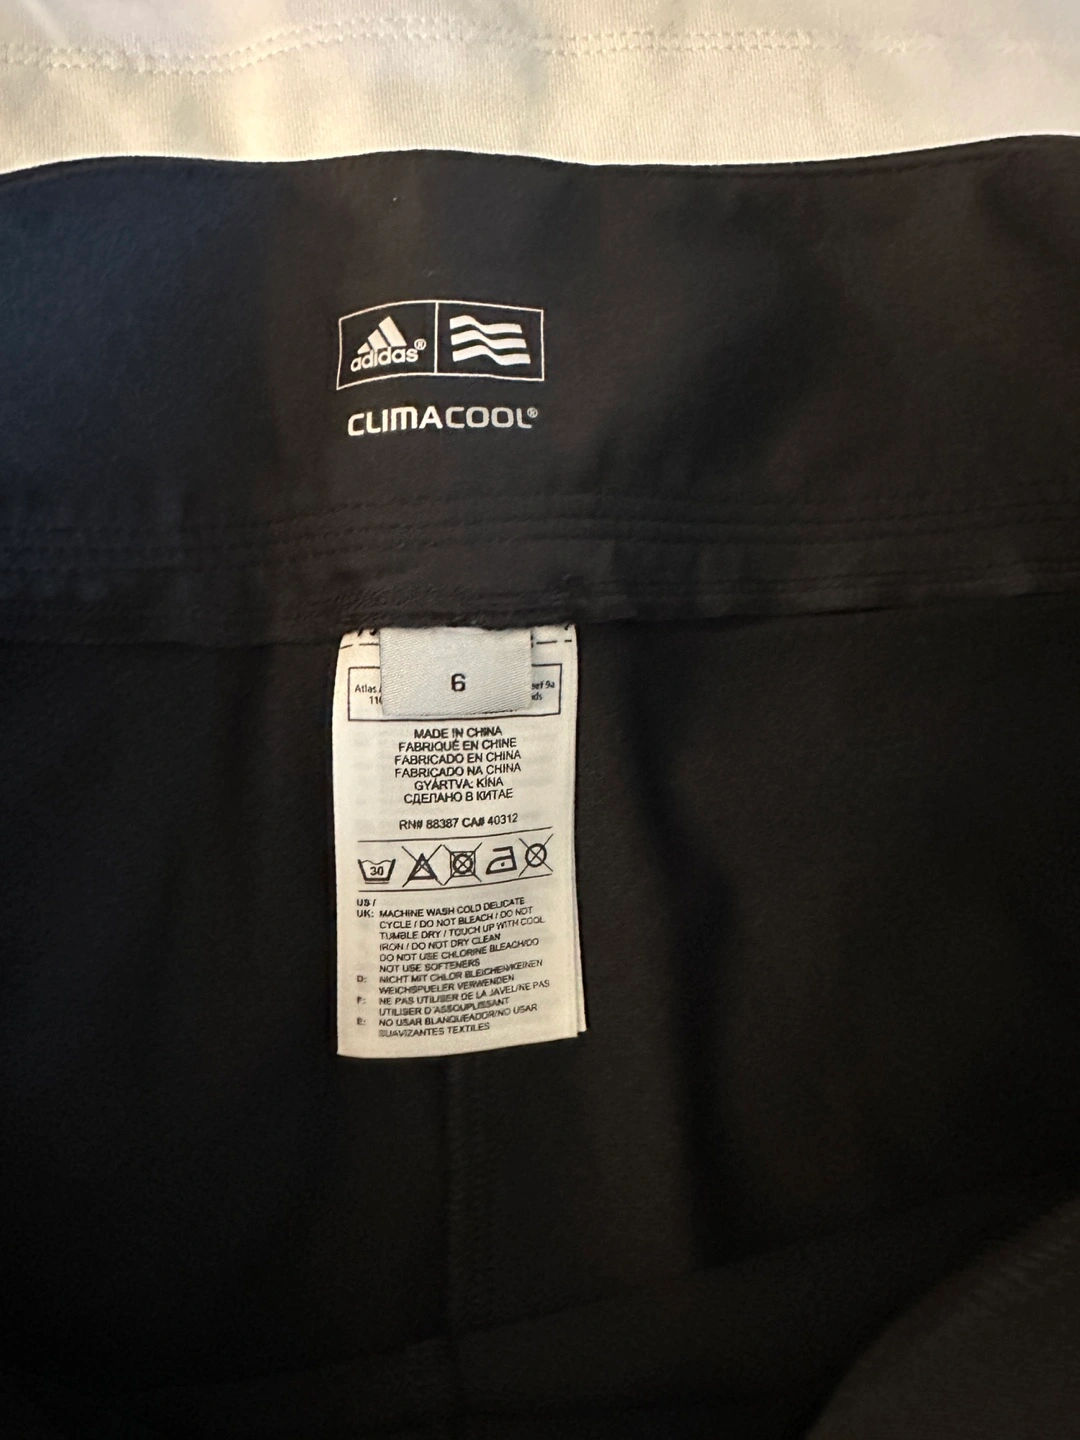 adidas®
CLIMACOOL®
6
Atlas
110
9a
MADE IN CHINA
FABRIQUÉ EN CHINE
FABRICADO EN CHINA
FABRICADO NA CHINA
GYÁRTVA: KÍNA
СДЕЛАНО В КИТАЕ
RN# 88387 CA# 40312
30
US /
UK: MACHINE WASH COLD DELICATE
CYCLE / DO NOT BLEACH / DO NOT
TUMBLE DRY / TOUCH UP WITH COOL
IRON / DO NOT DRY CLEAN
DO NOT USE CHLORINE BLEACH/DO
NOT USE SOFTENERS
D: NICHT MIT CHLOR BLEICHEN/KEINEN
WEICHSPUELER VERWENDEN
F: NE PAS UTILISER DE LA JAVEL/NE PAS
UTILISER D'ASSOUPLISSANT
E: NO USAR BLANQUEADOR/NO USAR
SUAVIZANTES TEXTILES